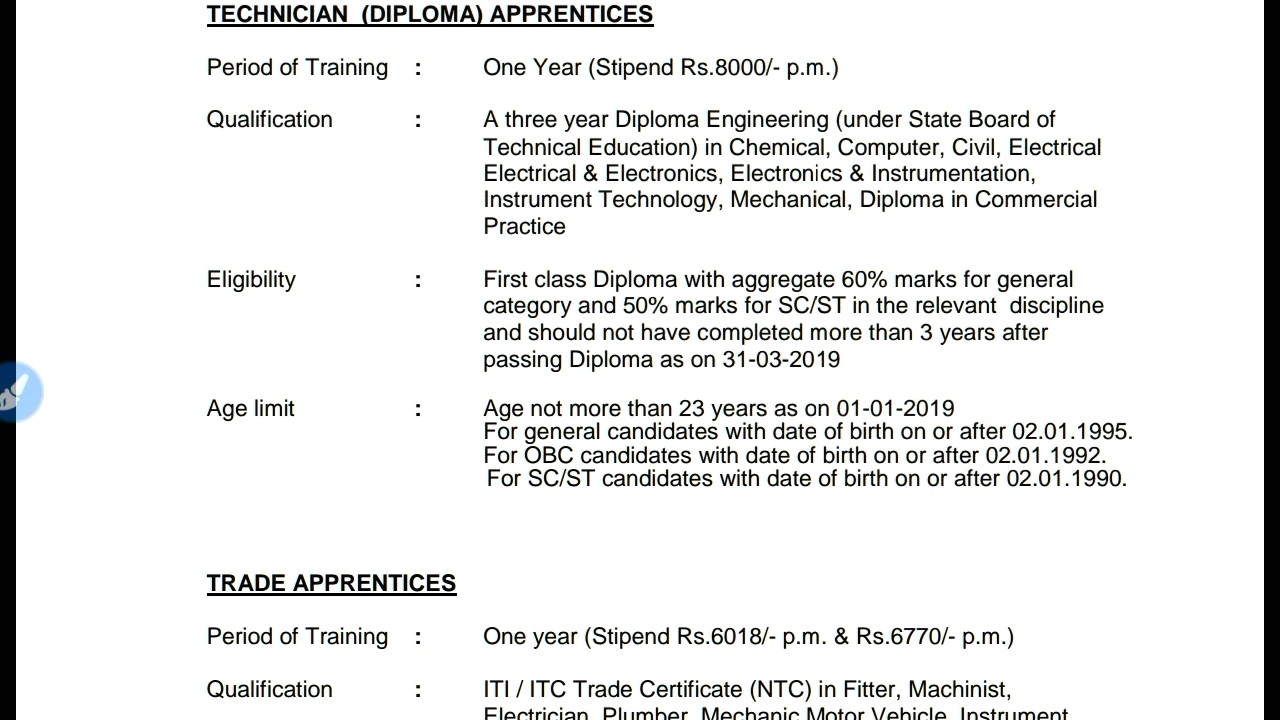 TECHNICIAN (DIPLOMA) APPRENTICES
Period of Training : One Year (Stipend Rs.8000/- p.m.)
Qualification : A three year Diploma Engineering (under State Board of
Technical Education) in Chemical, Computer, Civil, Electrical
Electrical & Electronics, Electronics & Instrumentation,
Instrument Technology, Mechanical, Diploma in Commercial
Practice
Eligibility : First class Diploma with aggregate 60% marks for general
category and 50% marks for SC/ST in the relevant discipline
and should not have completed more than 3 years after
passing Diploma as on 31-03-2019
Age limit : Age not more than 23 years as on 01-01-2019
For general candidates with date of birth on or after 02.01.1995.
For OBC candidates with date of birth on or after 02.01.1992.
For SC/ST candidates with date of birth on or after 02.01.1990.
TRADE APPRENTICES
Period of Training : One year (Stipend Rs.6018/- p.m. & Rs.6770/- p.m.)
Qualification : ITI / ITC Trade Certificate (NTC) in Fitter, Machinist,
Electrician, Plumber, Mechanic Motor Vehicle, Instrument